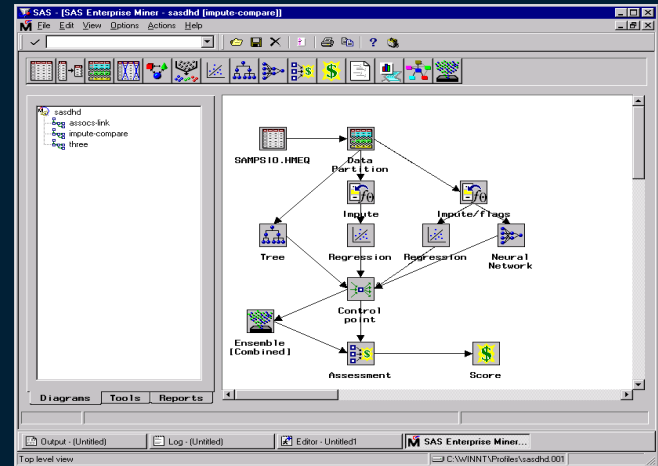 SAS - [SAS Enterprise Miner - sasdhd [impute-compare]]
File Edit View Options Actions Help
sasdhd
assocs-link
impute-compare
three
SAMPSIO.HMEQ
Data Partition
Impute
Impute/flags
Tree
Regression
Regression
Neural Network
Control point
Ensemble [Combined]
Assessment
Score
Diagrams Tools Reports
Output - (Untitled)
Log - (Untitled)
Editor - Untitled1
SAS Enterprise Miner...
Top level view
C:\WINNT\Profiles\sasdhd.001